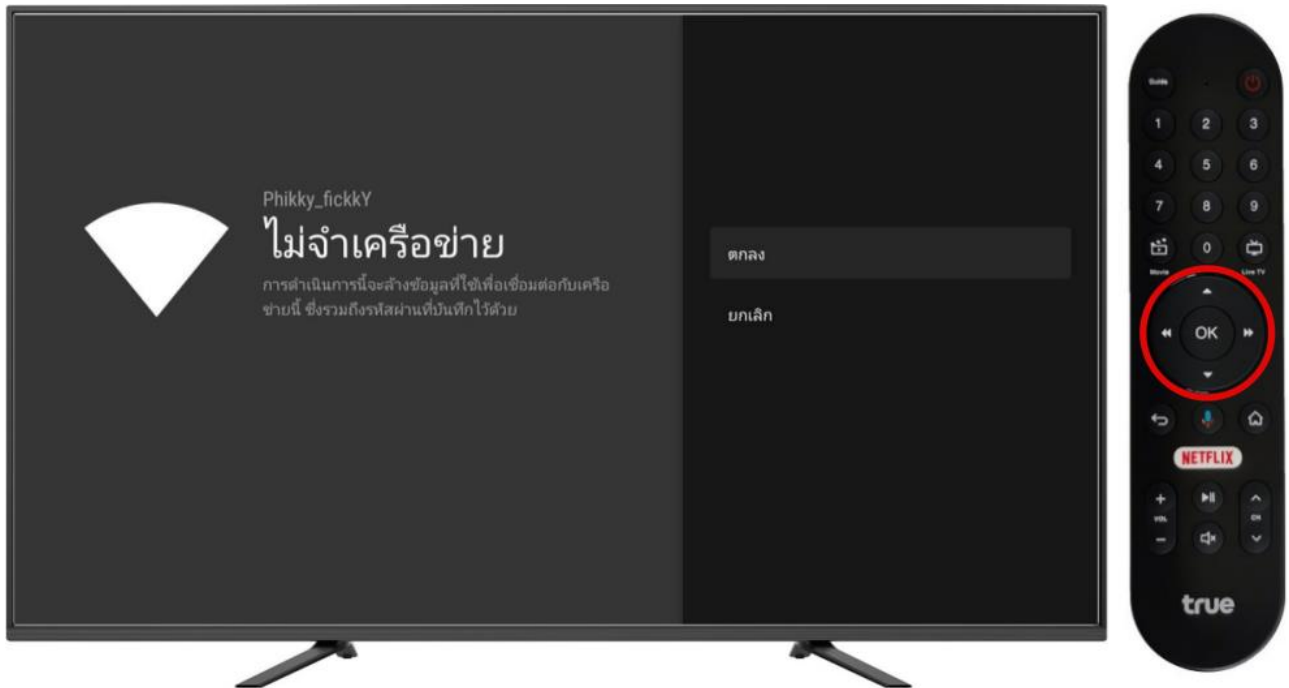 Phikky_fickkY
ไม่จำเครือข่าย
การดำเนินการนี้จะล้างข้อมูลที่ใช้เพื่อเชื่อมต่อกับเครือ
ข่ายนี้ ซึ่งรวมถึงรหัสผ่านที่บันทึกไว้ด้วย
ตกลง
ยกเลิก
Guide
1 2 3
4 5 6
7 8 9
0
Movie Live TV
OK
NETFLIX
+
VOL CH
-
true